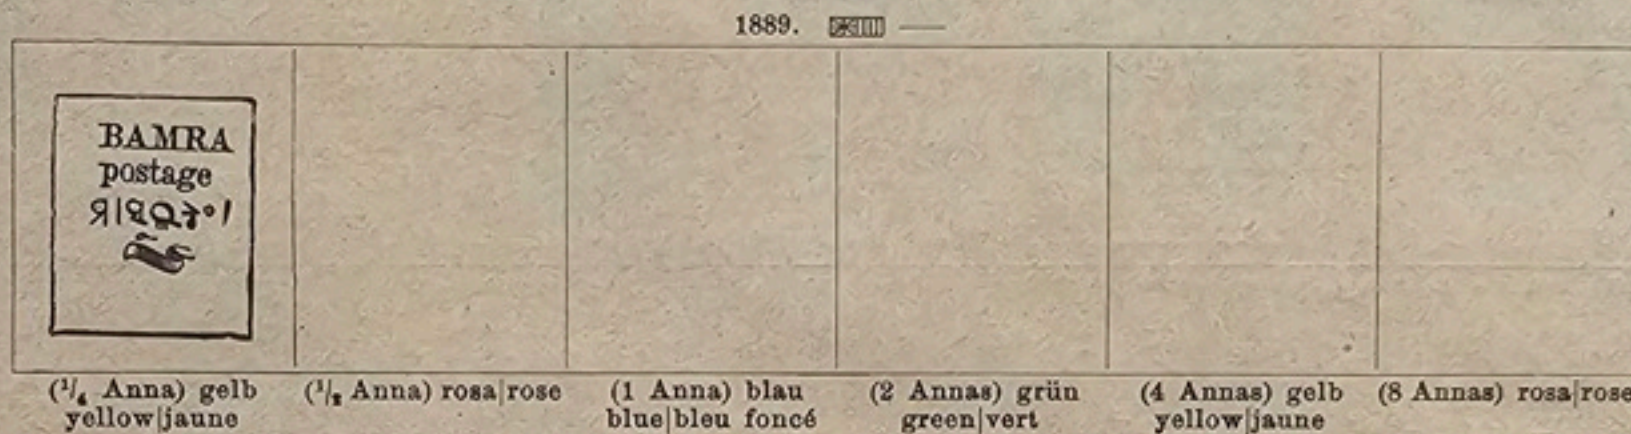 1889.
BAMRA
postage
(¹/₄ Anna) gelb
yellow|jaune
(¹/₂ Anna) rosa|rose
(1 Anna) blau
blue|bleu foncé
(2 Annas) grün
green|vert
(4 Annas) gelb
yellow|jaune
(8 Annas) rosa|rose